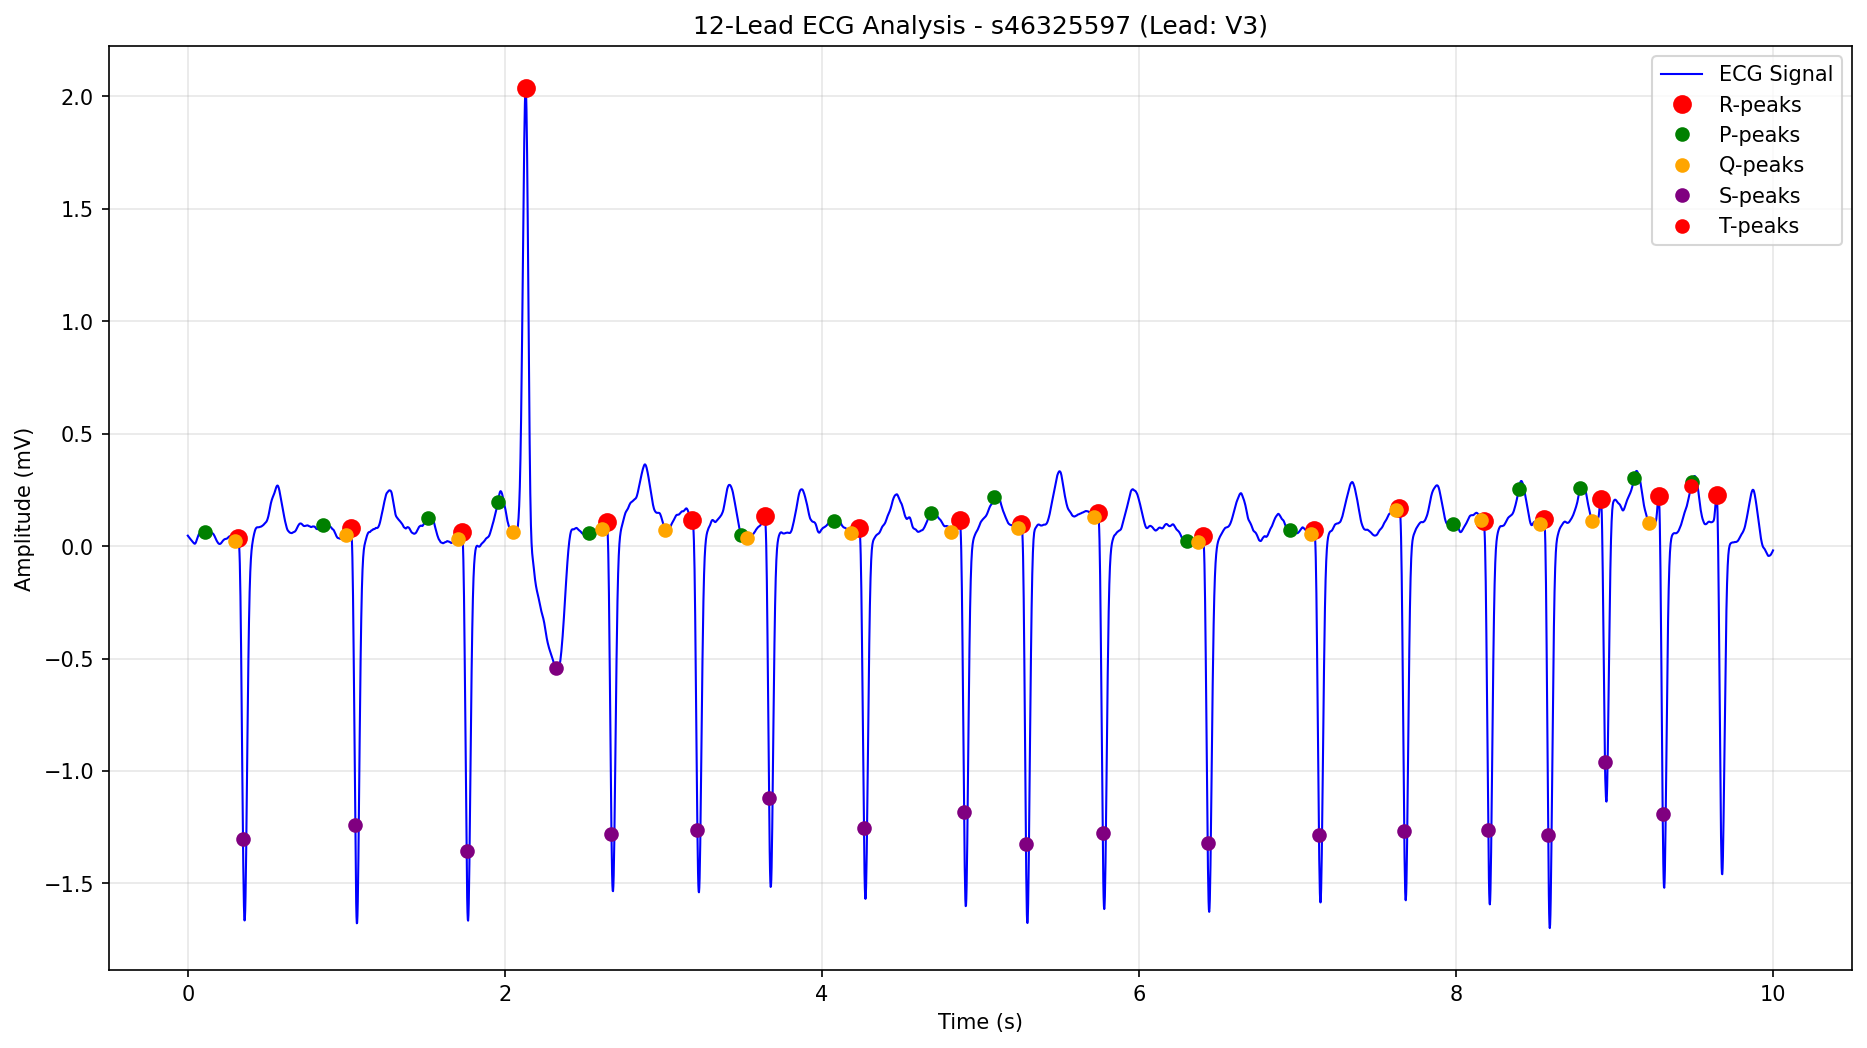 12-Lead ECG Analysis - s46325597 (Lead: V3)
ECG Signal
R-peaks
P-peaks
Q-peaks
S-peaks
T-peaks
Amplitude (mV)
2.0
1.5
1.0
0.5
0.0
−0.5
−1.0
−1.5
0 2 4 6 8 10
Time (s)